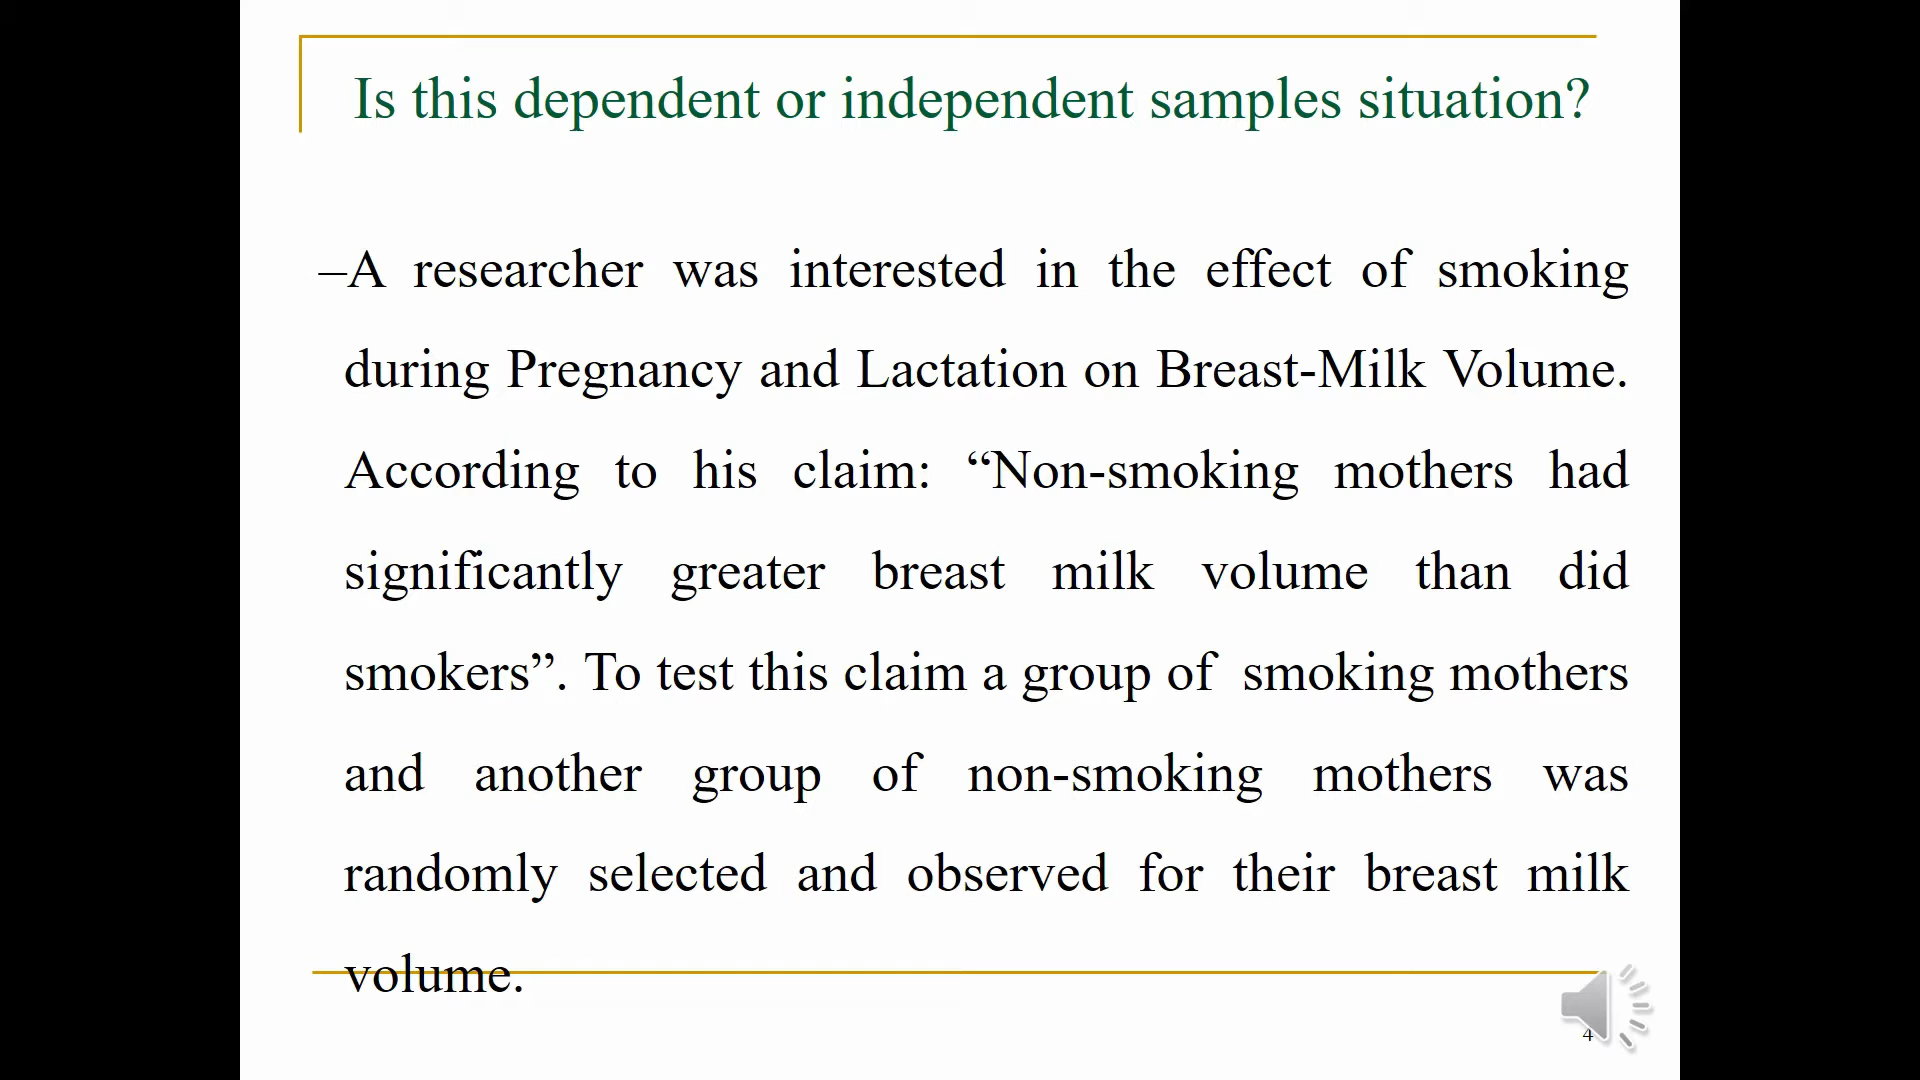 Is this dependent or independent samples situation?
–A researcher was interested in the effect of smoking
during Pregnancy and Lactation on Breast-Milk Volume.
According to his claim: “Non-smoking mothers had
significantly greater breast milk volume than did
smokers”. To test this claim a group of smoking mothers
and another group of non-smoking mothers was
randomly selected and observed for their breast milk
volume.
4